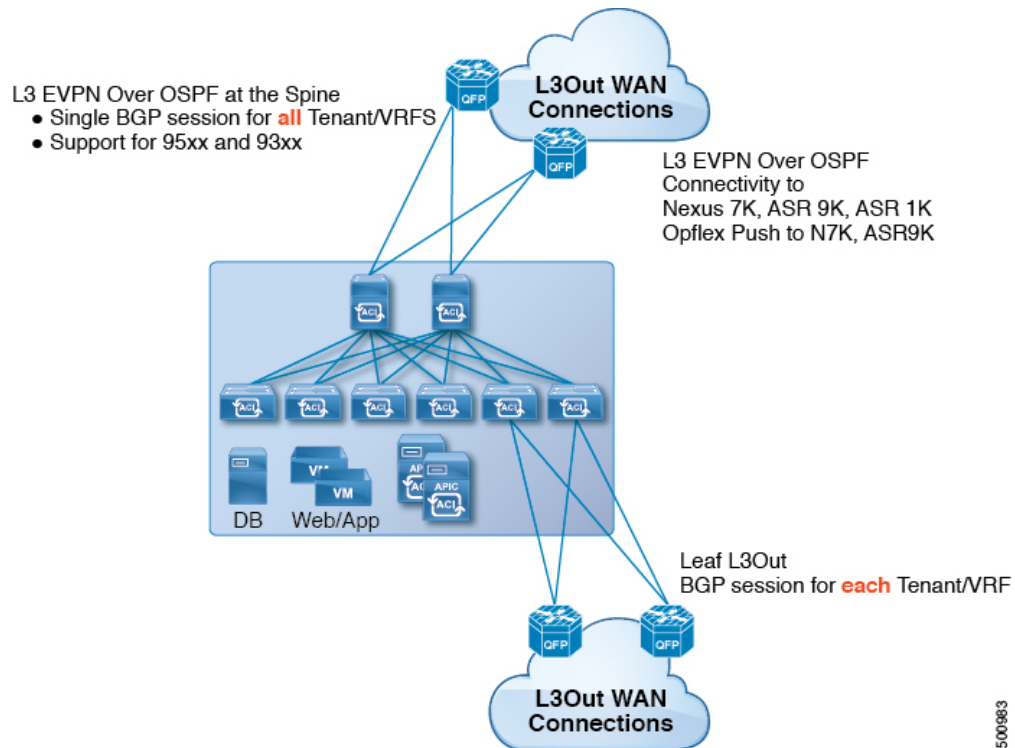 L3Out WAN
Connections
QFP
QFP
L3 EVPN Over OSPF at the Spine
• Single BGP session for all Tenant/VRFS
• Support for 95xx and 93xx
L3 EVPN Over OSPF
Connectivity to
Nexus 7K, ASR 9K, ASR 1K
Opflex Push to N7K, ASR9K
ACI
ACI
ACI
ACI
ACI
ACI
ACI
ACI
VM
VM
APIC
ACI
DB
Web/App
Leaf L3Out
BGP session for each Tenant/VRF
QFP
QFP
L3Out WAN
Connections
500983